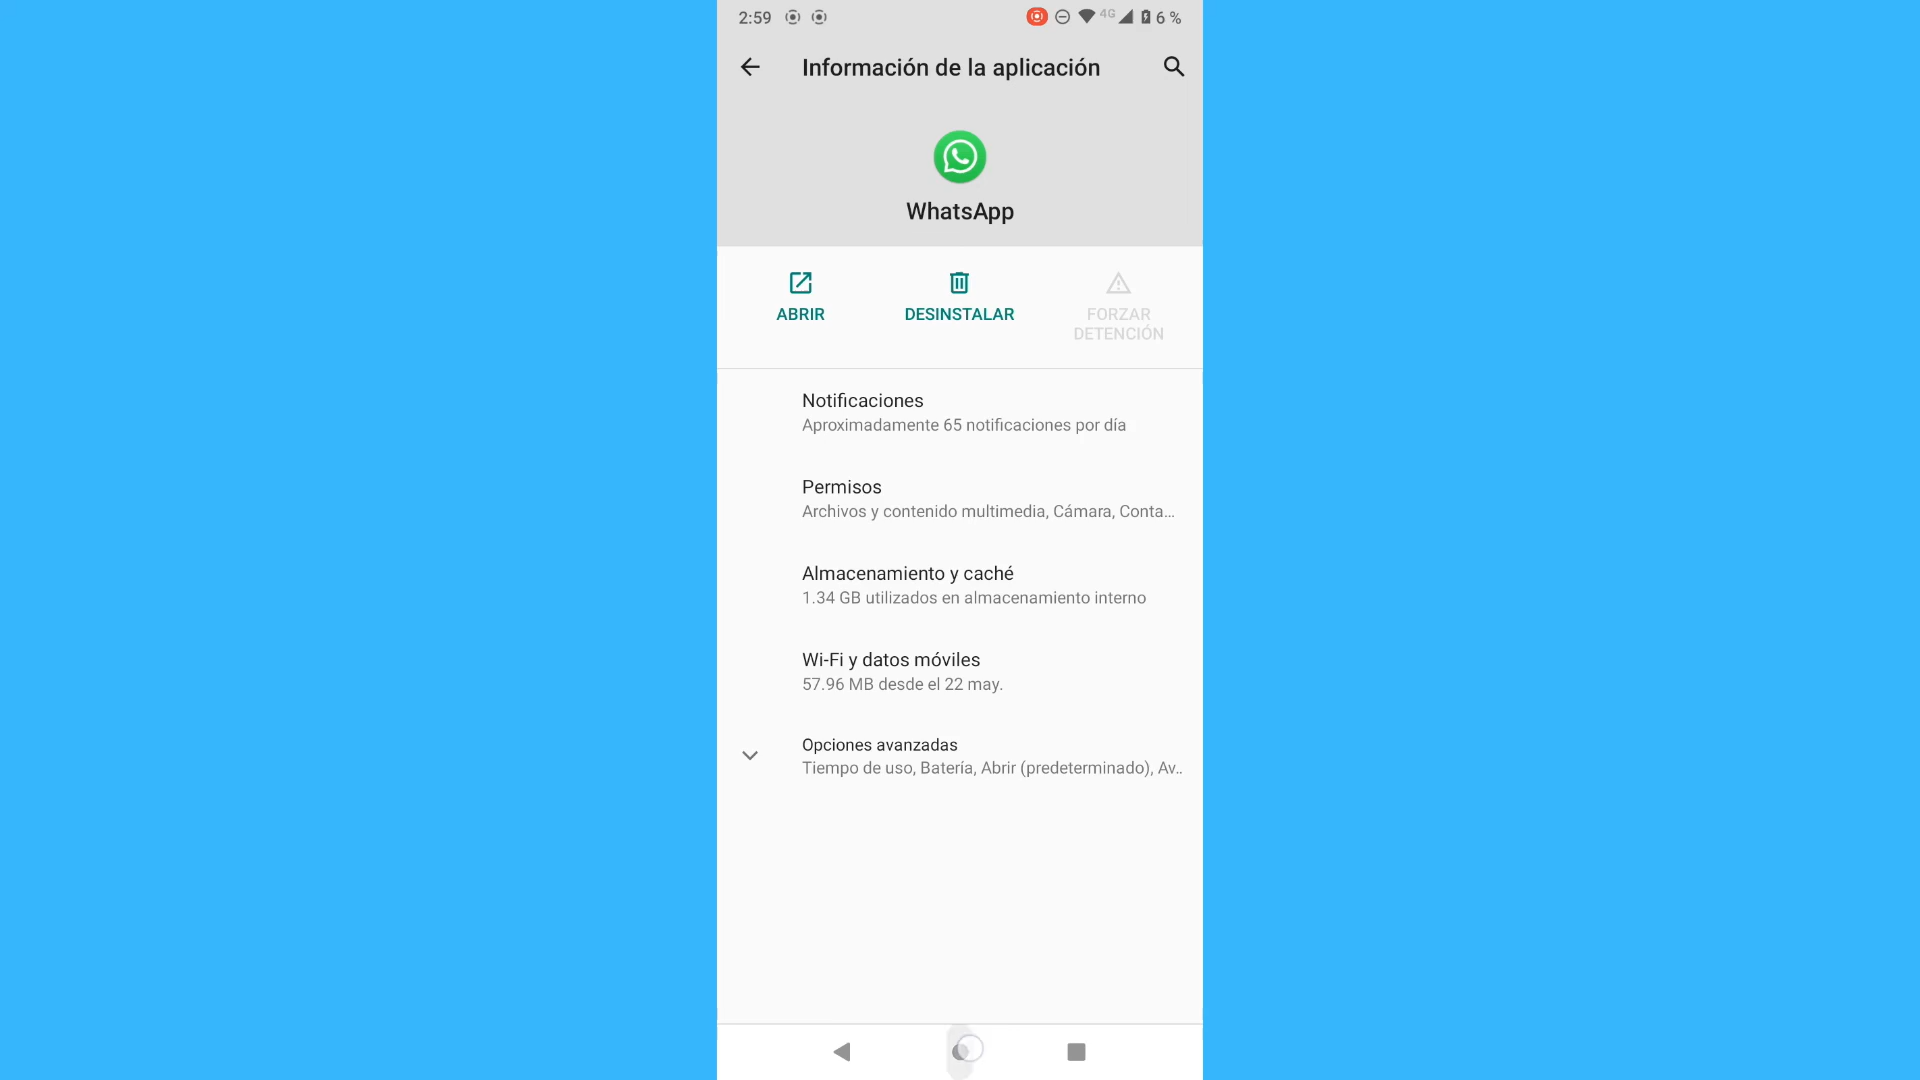 2:59 4G 6 %
Información de la aplicación
WhatsApp
ABRIR
DESINSTALAR
FORZAR
DETENCIÓN
Notificaciones
Aproximadamente 65 notificaciones por día
Permisos
Archivos y contenido multimedia, Cámara, Conta...
Almacenamiento y caché
1.34 GB utilizados en almacenamiento interno
Wi-Fi y datos móviles
57.96 MB desde el 22 may.
Opciones avanzadas
Tiempo de uso, Batería, Abrir (predeterminado), Av..